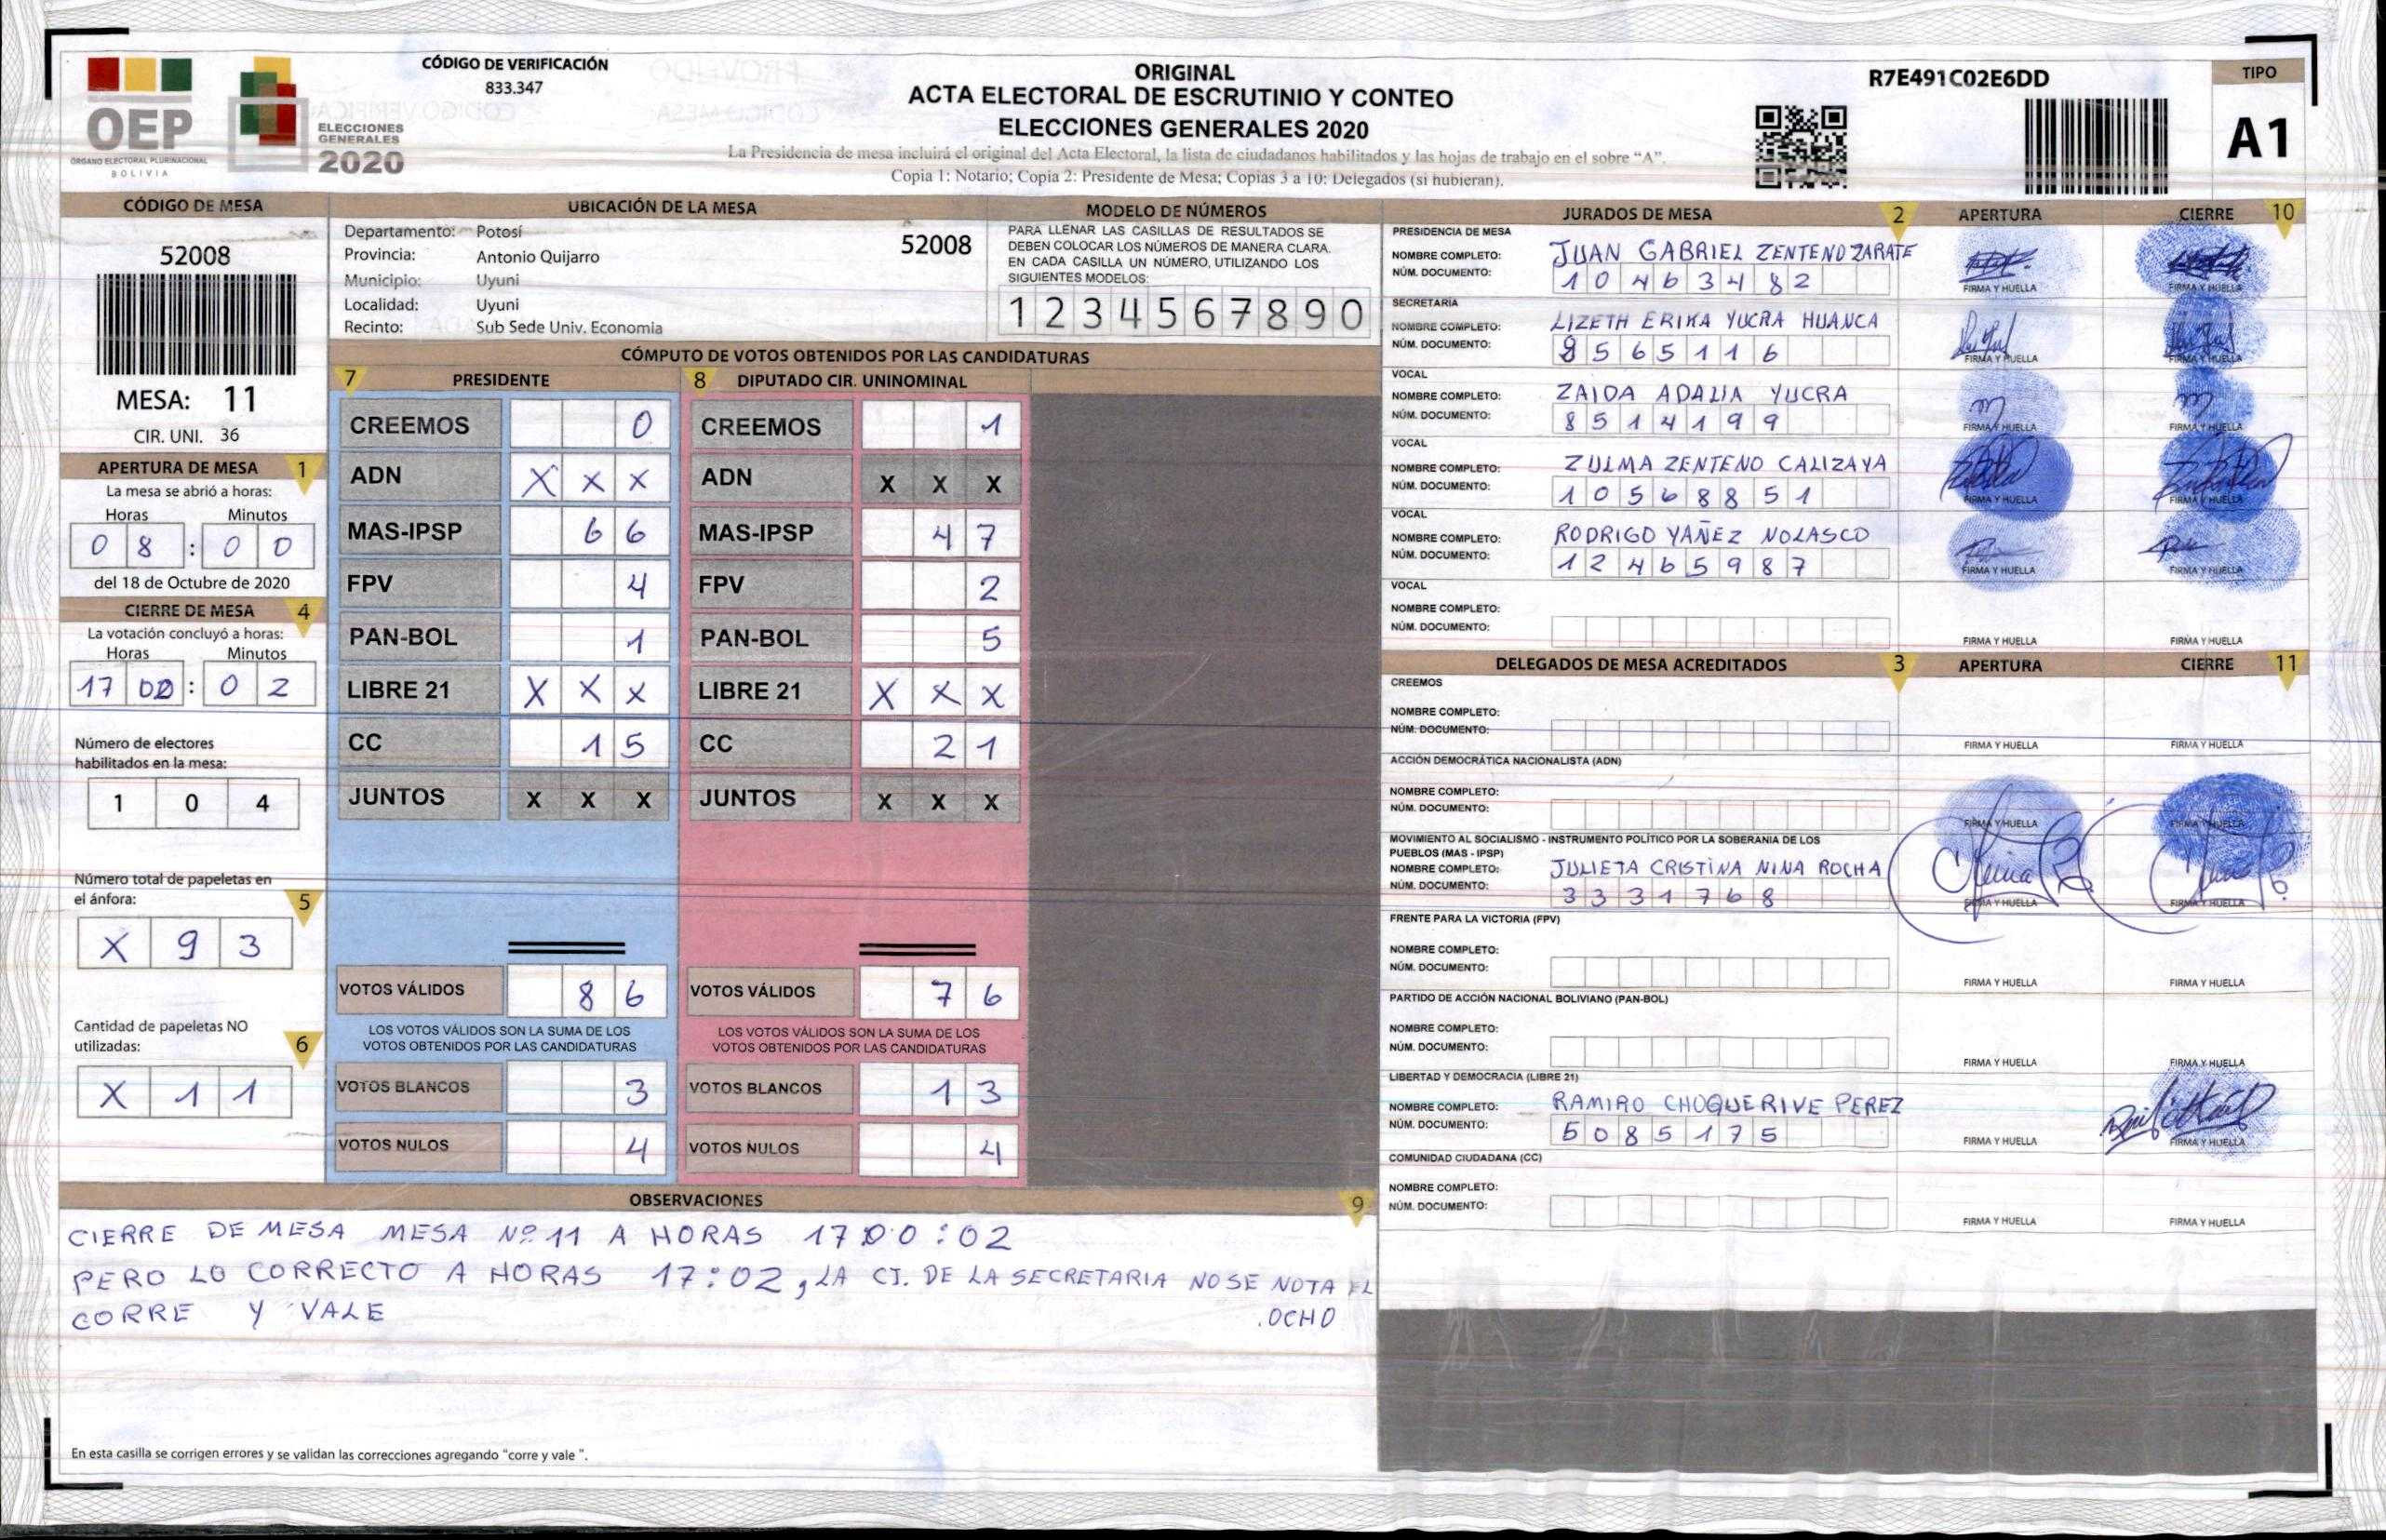 OEP
ÓRGANO ELECTORAL PLURINACIONAL
BOLIVIA
ELECCIONES
GENERALES
2020
CÓDIGO DE VERIFICACIÓN
833.347
ORIGINAL
ACTA ELECTORAL DE ESCRUTINIO Y CONTEO
ELECCIONES GENERALES 2020
La Presidencia de mesa incluirá el original del Acta Electoral, la lista de ciudadanos habilitados y las hojas de trabajo en el sobre “A”.
Copia 1: Notario; Copia 2: Presidente de Mesa; Copias 3 a 10: Delegados (si hubieran).
R7E491C02E6DD
TIPO
A1
CÓDIGO DE MESA
52008
MESA: 11
CIR. UNI. 36
APERTURA DE MESA 1
La mesa se abrió a horas:
Horas Minutos
0 8 : 0 0
del 18 de Octubre de 2020
CIERRE DE MESA 4
La votación concluyó a horas:
Horas Minutos
17 00 : 0 2
Número de electores
habilitados en la mesa:
1 0 4
Número total de papeletas en
el ánfora: 5
X 9 3
Cantidad de papeletas NO
utilizadas: 6
X 1 1
UBICACIÓN DE LA MESA
Departamento: Potosí
Provincia: Antonio Quijarro
Municipio: Uyuni
Localidad: Uyuni
Recinto: Sub Sede Univ. Economia
52008
MODELO DE NÚMEROS
PARA LLENAR LAS CASILLAS DE RESULTADOS SE
DEBEN COLOCAR LOS NÚMEROS DE MANERA CLARA.
EN CADA CASILLA UN NÚMERO, UTILIZANDO LOS
SIGUIENTES MODELOS:
1 2 3 4 5 6 7 8 9 0
CÓMPUTO DE VOTOS OBTENIDOS POR LAS CANDIDATURAS
7 PRESIDENTE
CREEMOS 0
ADN X X X
MAS-IPSP 6 6
FPV 4
PAN-BOL 1
LIBRE 21 X X X
CC 1 5
JUNTOS X X X
VOTOS VÁLIDOS 8 6
LOS VOTOS VÁLIDOS SON LA SUMA DE LOS
VOTOS OBTENIDOS POR LAS CANDIDATURAS
VOTOS BLANCOS 3
VOTOS NULOS 4
8 DIPUTADO CIR. UNINOMINAL
CREEMOS 1
ADN X X X
MAS-IPSP 4 7
FPV 2
PAN-BOL 5
LIBRE 21 X X X
CC 2 1
JUNTOS X X X
VOTOS VÁLIDOS 7 6
LOS VOTOS VÁLIDOS SON LA SUMA DE LOS
VOTOS OBTENIDOS POR LAS CANDIDATURAS
VOTOS BLANCOS 1 3
VOTOS NULOS 4
OBSERVACIONES 9
CIERRE DE MESA MESA Nº 11 A HORAS 1700:02
PERO LO CORRECTO A HORAS 17:02, LA CI. DE LA SECRETARIA NO SE NOTA EL
CORRE Y VALE .OCHO
En esta casilla se corrigen errores y se validan las correcciones agregando “corre y vale ”.
JURADOS DE MESA 2 APERTURA CIERRE 10
PRESIDENCIA DE MESA
NOMBRE COMPLETO: JUAN GABRIEL ZENTENO ZARATE
NÚM. DOCUMENTO: 1 0 4 6 3 4 8 2
FIRMA Y HUELLA FIRMA Y HUELLA
SECRETARIA
NOMBRE COMPLETO: LIZETH ERIKA YUCRA HUANCA
NÚM. DOCUMENTO: 8 5 6 5 1 1 6
FIRMA Y HUELLA FIRMA Y HUELLA
VOCAL
NOMBRE COMPLETO: ZAIDA ADALIA YUCRA
NÚM. DOCUMENTO: 8 5 1 4 1 9 9
FIRMA Y HUELLA FIRMA Y HUELLA
VOCAL
NOMBRE COMPLETO: ZULMA ZENTENO CALIZAYA
NÚM. DOCUMENTO: 1 0 5 6 8 8 5 1
FIRMA Y HUELLA FIRMA Y HUELLA
VOCAL
NOMBRE COMPLETO: RODRIGO YAÑEZ NOLASCO
NÚM. DOCUMENTO: 1 2 4 6 5 9 8 7
FIRMA Y HUELLA FIRMA Y HUELLA
VOCAL
NOMBRE COMPLETO:
NÚM. DOCUMENTO:
FIRMA Y HUELLA FIRMA Y HUELLA
DELEGADOS DE MESA ACREDITADOS 3 APERTURA CIERRE 11
CREEMOS
NOMBRE COMPLETO:
NÚM. DOCUMENTO:
FIRMA Y HUELLA FIRMA Y HUELLA
ACCIÓN DEMOCRÁTICA NACIONALISTA (ADN)
NOMBRE COMPLETO:
NÚM. DOCUMENTO:
FIRMA Y HUELLA FIRMA Y HUELLA
MOVIMIENTO AL SOCIALISMO - INSTRUMENTO POLÍTICO POR LA SOBERANIA DE LOS
PUEBLOS (MAS - IPSP)
NOMBRE COMPLETO: JULIETA CRISTINA NINA ROCHA
NÚM. DOCUMENTO: 3 3 3 1 7 6 8
FIRMA Y HUELLA FIRMA Y HUELLA
FRENTE PARA LA VICTORIA (FPV)
NOMBRE COMPLETO:
NÚM. DOCUMENTO:
FIRMA Y HUELLA FIRMA Y HUELLA
PARTIDO DE ACCIÓN NACIONAL BOLIVIANO (PAN-BOL)
NOMBRE COMPLETO:
NÚM. DOCUMENTO:
FIRMA Y HUELLA FIRMA Y HUELLA
LIBERTAD Y DEMOCRACIA (LIBRE 21)
NOMBRE COMPLETO: RAMIRO CHOQUERIVE PEREZ
NÚM. DOCUMENTO: 5 0 8 5 1 7 5
FIRMA Y HUELLA FIRMA Y HUELLA
COMUNIDAD CIUDADANA (CC)
NOMBRE COMPLETO:
NÚM. DOCUMENTO:
FIRMA Y HUELLA FIRMA Y HUELLA